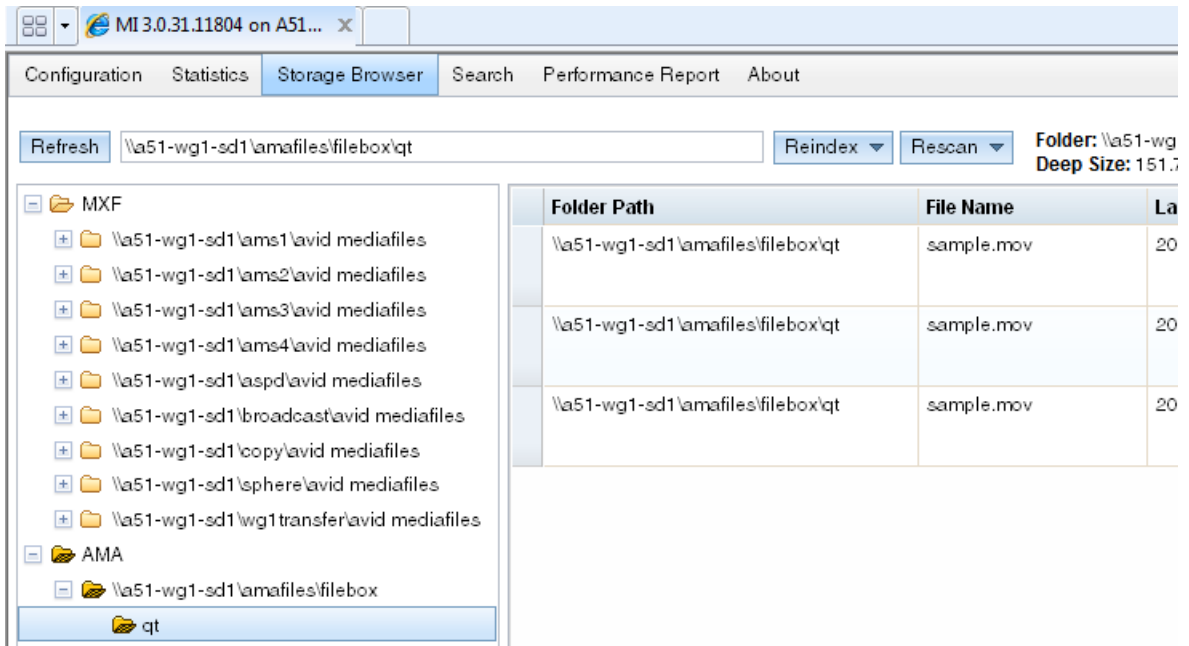 MI 3.0.31.11804 on A51...
Configuration Statistics Storage Browser Search Performance Report About
Refresh \\a51-wg1-sd1\amafiles\filebox\qt Reindex Rescan Folder: \\a51-wg
Deep Size: 151.7
MXF
\\a51-wg1-sd1\ams1\avid mediafiles
\\a51-wg1-sd1\ams2\avid mediafiles
\\a51-wg1-sd1\ams3\avid mediafiles
\\a51-wg1-sd1\ams4\avid mediafiles
\\a51-wg1-sd1\aspd\avid mediafiles
\\a51-wg1-sd1\broadcast\avid mediafiles
\\a51-wg1-sd1\copy\avid mediafiles
\\a51-wg1-sd1\sphere\avid mediafiles
\\a51-wg1-sd1\wg1transfer\avid mediafiles
AMA
\\a51-wg1-sd1\amafiles\filebox
qt
Folder Path File Name La
\\a51-wg1-sd1\amafiles\filebox\qt sample.mov 20
\\a51-wg1-sd1\amafiles\filebox\qt sample.mov 20
\\a51-wg1-sd1\amafiles\filebox\qt sample.mov 20